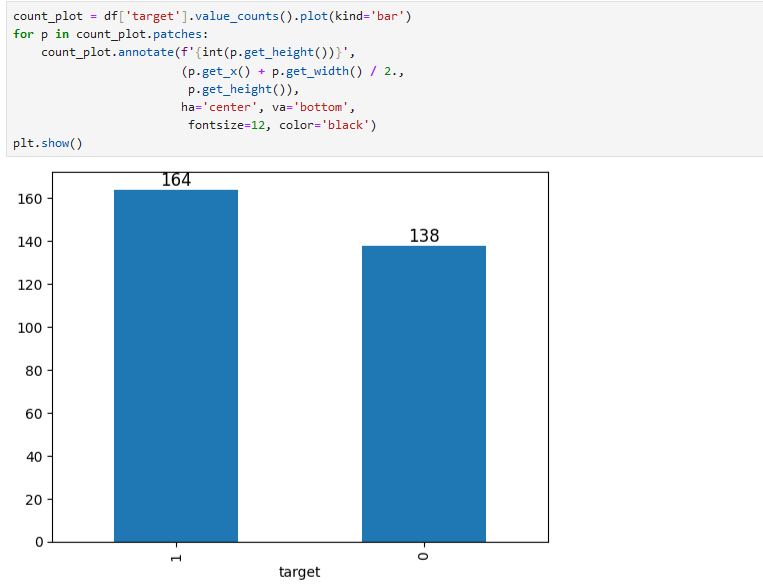 count_plot = df['target'].value_counts().plot(kind='bar')
for p in count_plot.patches:
    count_plot.annotate(f'{int(p.get_height())}',
                        (p.get_x() + p.get_width() / 2.,
                         p.get_height()),
                        ha='center', va='bottom',
                         fontsize=12, color='black')
plt.show()
164
138
160
140
120
100
80
60
40
20
0
1
0
target